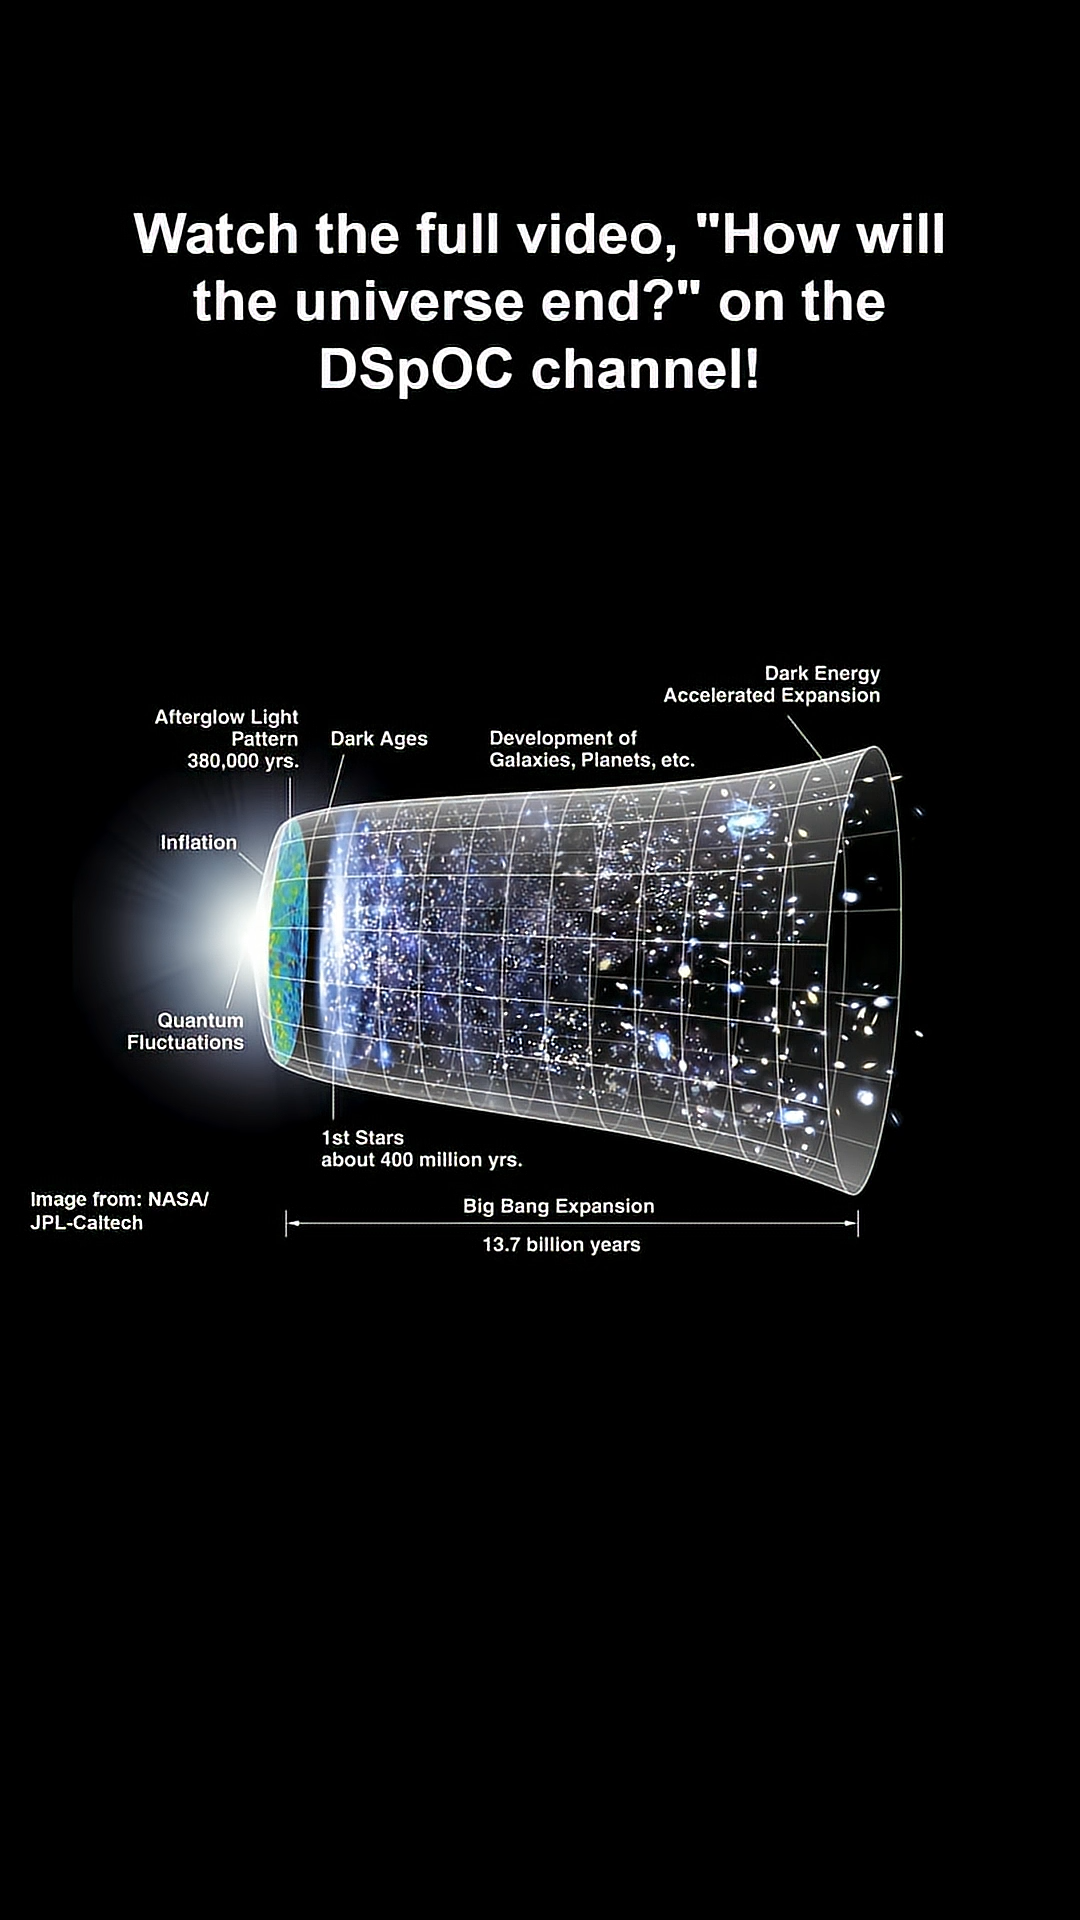 Watch the full video, "How will
the universe end?" on the
DSpOC channel!
Dark Energy
Accelerated Expansion
Afterglow Light
Pattern
380,000 yrs.
Dark Ages
Development of
Galaxies, Planets, etc.
Inflation
Quantum
Fluctuations
1st Stars
about 400 million yrs.
Image from: NASA/
JPL-Caltech
Big Bang Expansion
13.7 billion years